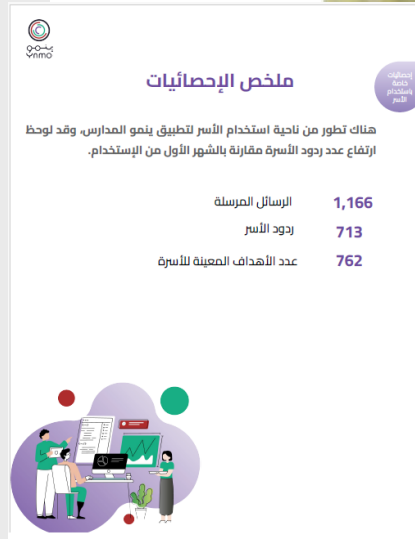 ينمو
ynmo
إحصائيات
خاصة
باستخدام
الأسر
ملخص الإحصائيات
هناك تطور من ناحية استخدام الأسر لتطبيق ينمو المدارس، وقد لوحظ
ارتفاع عدد ردود الأسرة مقارنة بالشهر الأول من الإستخدام.
1,166 الرسائل المرسلة
713 ردود الأسر
762 عدد الأهداف المعينة للأسرة